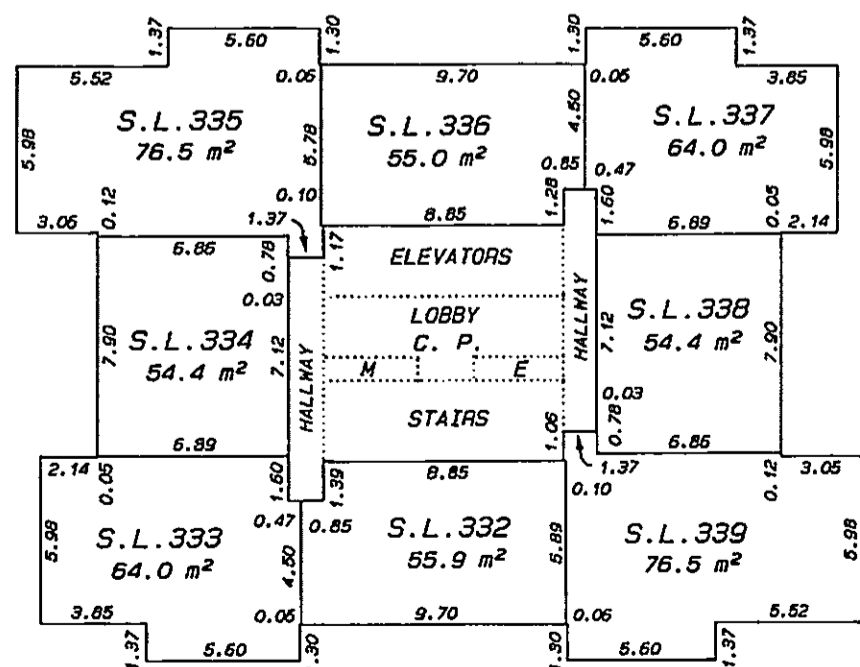 1.37
5.60
1.30
1.30
5.60
1.37
5.52
0.06
9.70
0.06
3.85
S.L.335
76.5 m²
S.L.336
55.0 m²
S.L.337
64.0 m²
5.98
5.78
4.50
5.98
0.12
0.10
0.85
0.47
1.28
1.60
0.05
3.06
1.37
8.85
6.89
2.14
6.86
0.78
1.17
ELEVATORS
0.03
LOBBY
C. P.
S.L.334
54.4 m²
S.L.338
54.4 m²
7.90
7.12
HALLWAY
M
E
HALLWAY
7.12
7.90
0.03
STAIRS
1.06
0.78
6.89
6.86
2.14
0.05
1.60
1.39
8.85
1.37
0.10
0.12
3.05
0.47
0.85
S.L.333
64.0 m²
S.L.332
55.9 m²
S.L.339
76.5 m²
5.98
4.50
5.89
5.98
3.85
0.06
9.70
0.06
5.52
1.37
5.60
.30
1.30
5.60
1.37